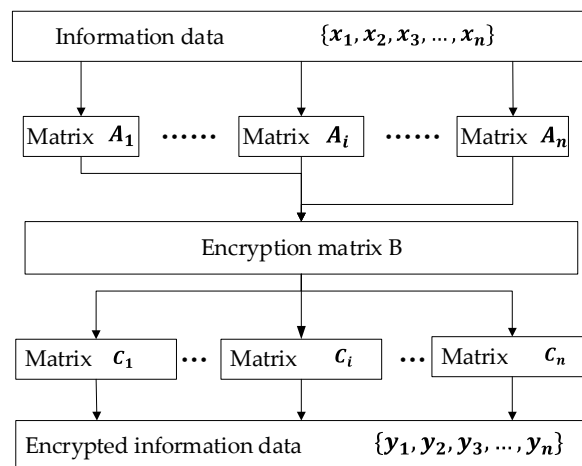 Information data {x₁, x₂, x₃, …, xₙ}
Matrix A₁ …… Matrix Aᵢ …… Matrix Aₙ
Encryption matrix B
Matrix C₁ … Matrix Cᵢ … Matrix Cₙ
Encrypted information data {y₁, y₂, y₃, …, yₙ}